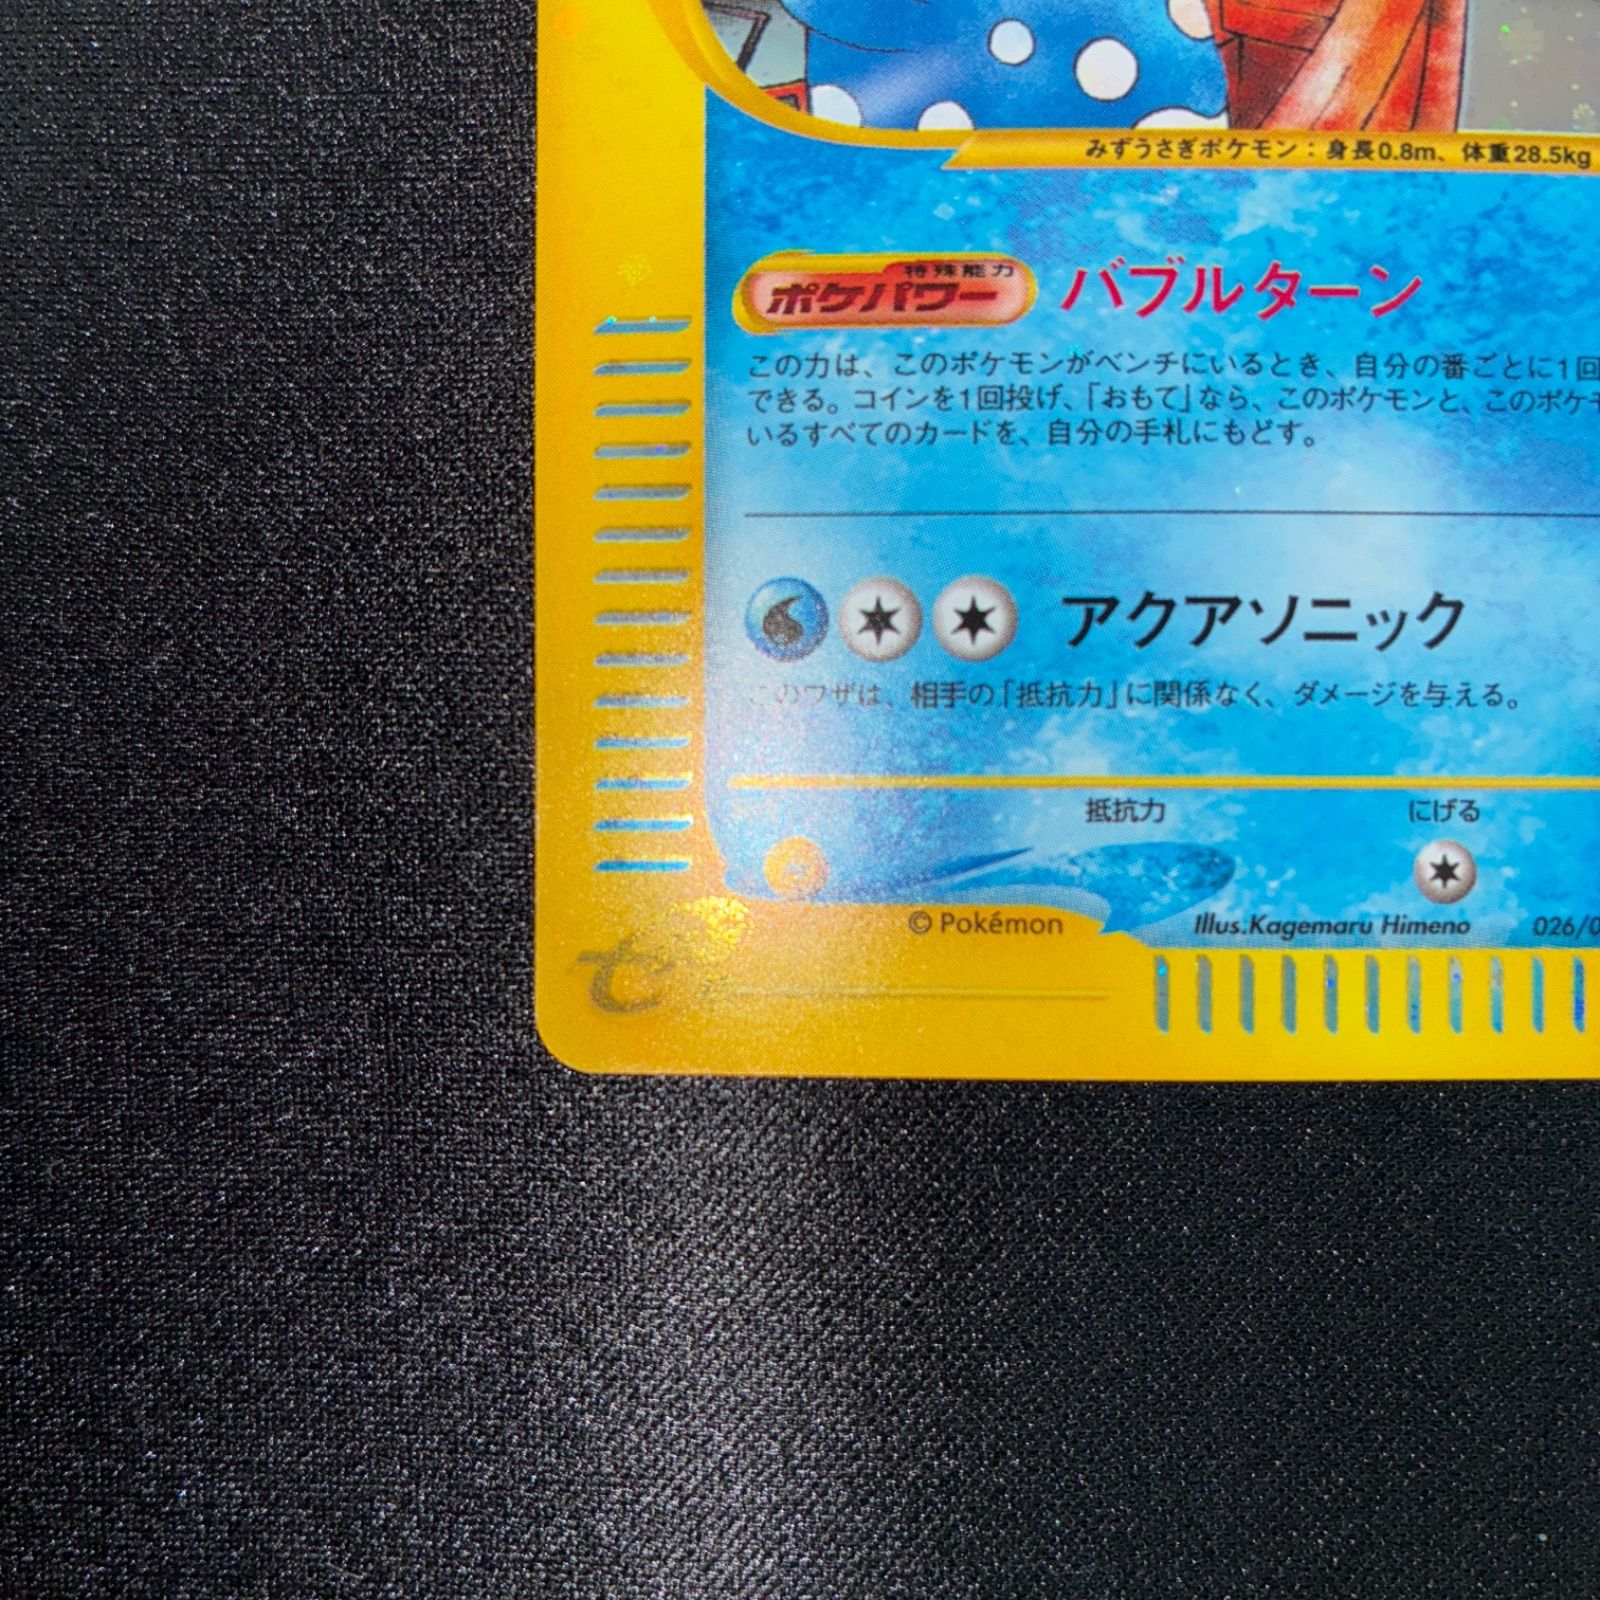 みずうさぎポケモン：身長0.8m、体重28.5kg
特殊能力
ポケパワー バブルターン
この力は、このポケモンがベンチにいるとき、自分の番ごとに1回
できる。コインを1回投げ、「おもて」なら、このポケモンと、このポケモ
いるすべてのカードを、自分の手札にもどす。
アクアソニック
このワザは、相手の「抵抗力」に関係なく、ダメージを与える。
抵抗力 にげる
© Pokémon Illus.Kagemaru Himeno 026/0
e